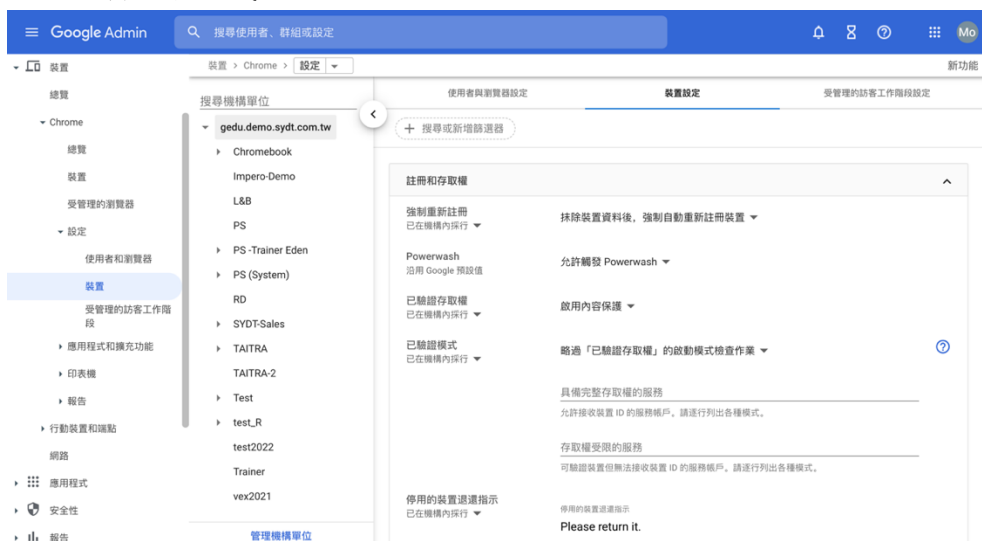 Google Admin
搜尋使用者、群組或設定
Mo
裝置
總覽
Chrome
總覽
裝置
受管理的瀏覽器
設定
使用者和瀏覽器
裝置
受管理的訪客工作階
段
應用程式和擴充功能
印表機
報告
行動裝置和端點
網路
應用程式
安全性
報告
裝置 > Chrome > 設定
新功能
搜尋機構單位
gedu.demo.sydt.com.tw
Chromebook
Impero-Demo
L&B
PS
PS -Trainer Eden
PS (System)
RD
SYDT-Sales
TAITRA
TAITRA-2
Test
test_R
test2022
Trainer
vex2021
管理機構單位
使用者與瀏覽器設定
裝置設定
受管理的訪客工作階段設定
+ 搜尋或新增篩選器
註冊和存取權
強制重新註冊
已在機構內採行
抹除裝置資料後，強制自動重新註冊裝置
Powerwash
沿用 Google 預設值
允許觸發 Powerwash
已驗證存取權
已在機構內採行
啟用內容保護
已驗證模式
已在機構內採行
略過「已驗證存取權」的啟動模式檢查作業
具備完整存取權的服務
允許接收裝置 ID 的服務帳戶。請逐行列出各種模式。
存取權受限的服務
可驗證裝置但無法接收裝置 ID 的服務帳戶。請逐行列出各種模式。
停用的裝置退還指示
已在機構內採行
停用的裝置退還指示
Please return it.